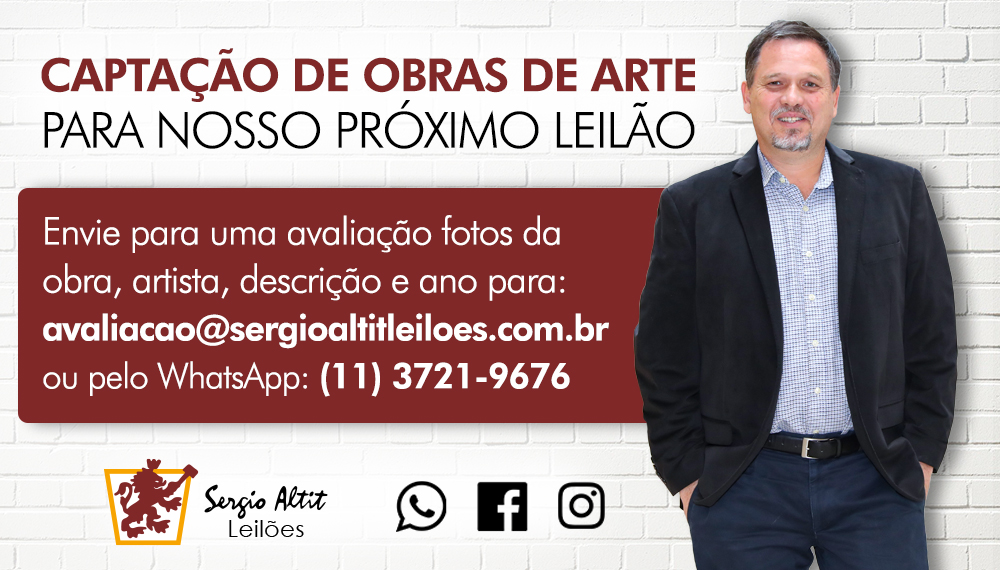 CAPTAÇÃO DE OBRAS DE ARTE
PARA NOSSO PRÓXIMO LEILÃO
Envie para uma avaliação fotos da
obra, artista, descrição e ano para:
avaliacao@sergioaltitleiloes.com.br
ou pelo WhatsApp: (11) 3721-9676
Sergio Altit
Leilões